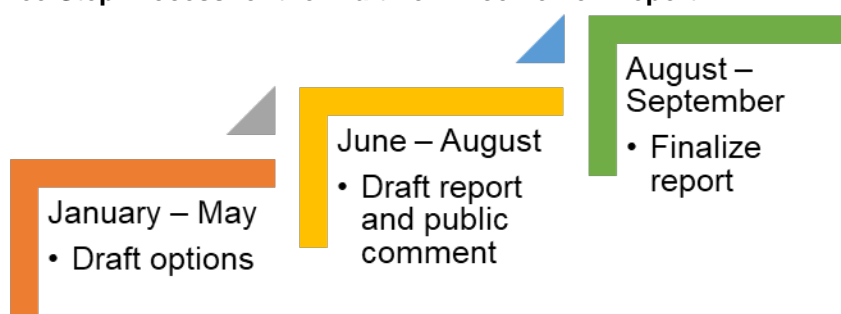 January – May
• Draft options
June – August
• Draft report
and public
comment
August –
September
• Finalize
report